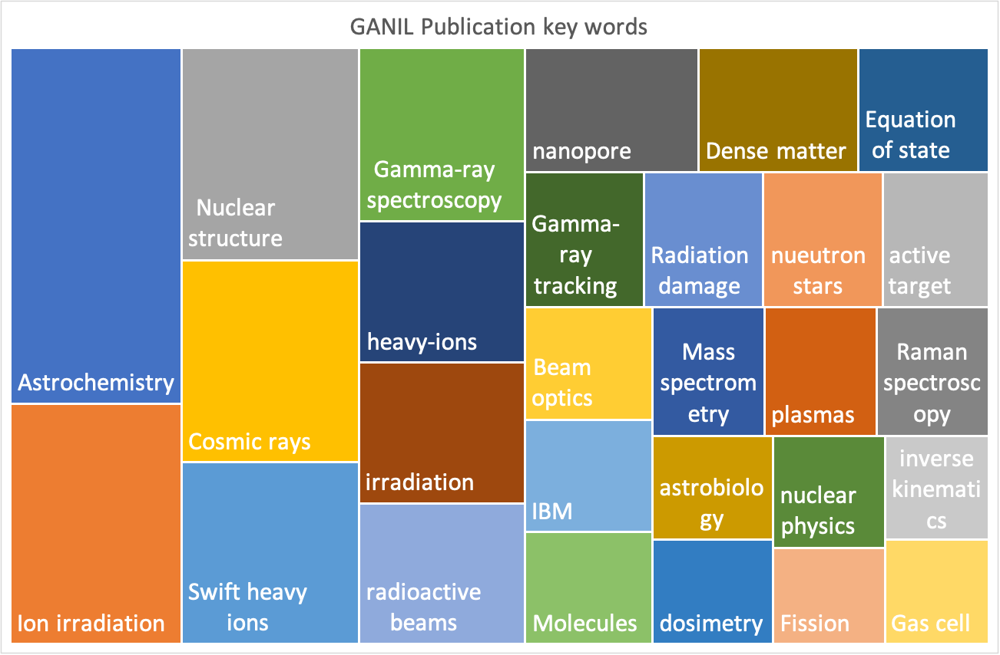 GANIL Publication key words
Astrochemistry
Ion irradiation
Nuclear
structure
Cosmic rays
Swift heavy
ions
Gamma-ray
spectroscopy
heavy-ions
irradiation
radioactive
beams
nanopore
Dense matter
Equation
of state
Gamma-
ray
tracking
Radiation
damage
nueutron
stars
active
target
Beam
optics
IBM
Molecules
Mass
spectrom
etry
plasmas
Raman
spectrosc
opy
astrobiolo
gy
nuclear
physics
inverse
kinemati
cs
dosimetry
Fission
Gas cell